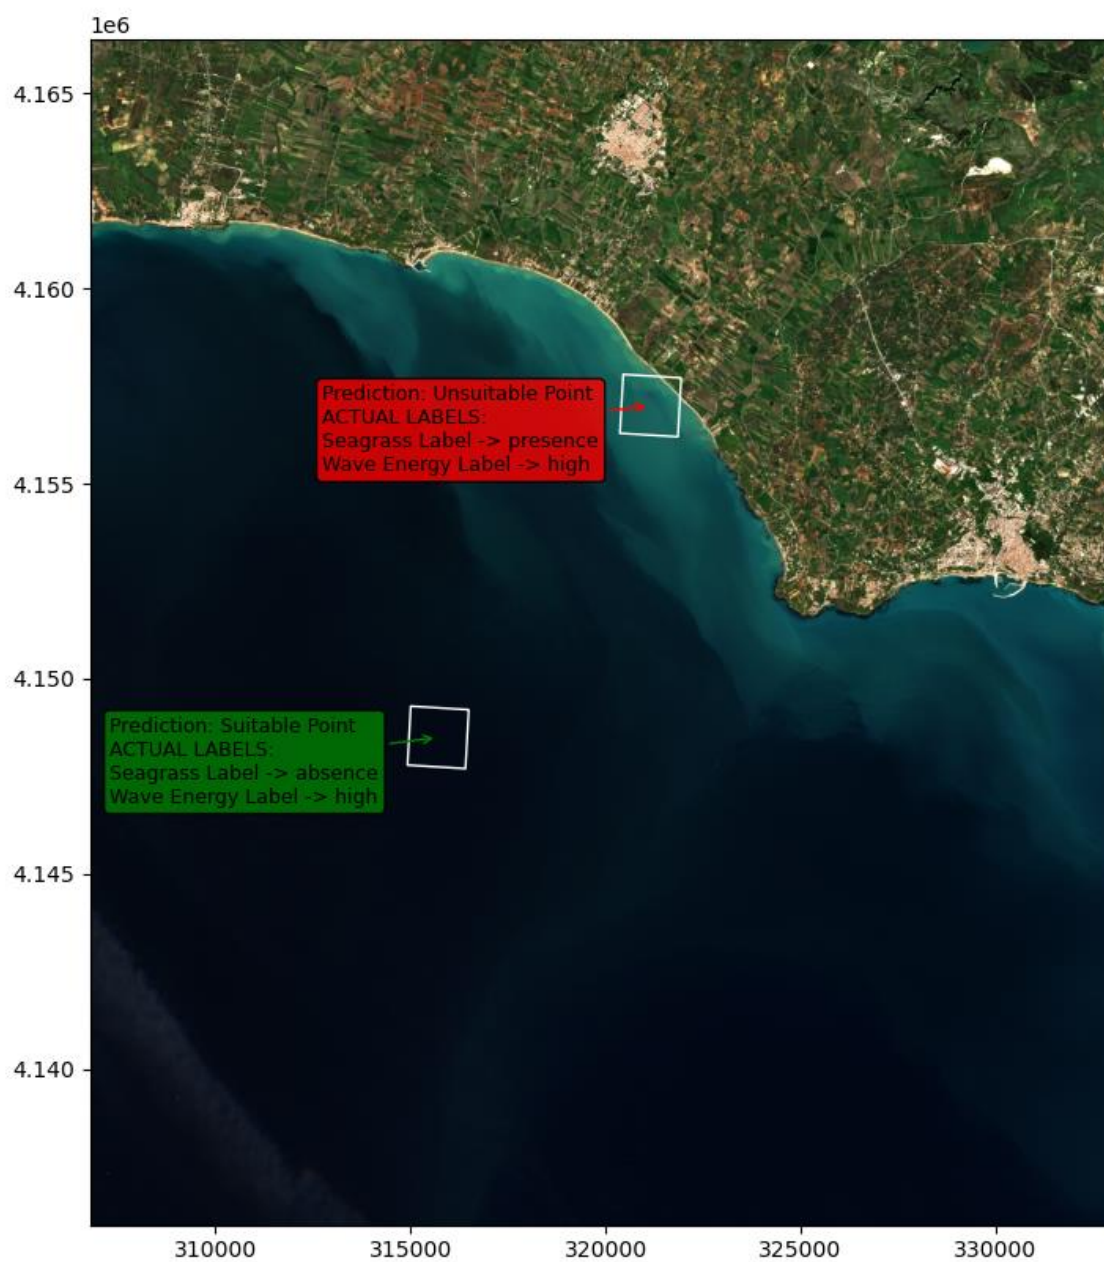 1e6
4.165
4.160
Prediction: Unsuitable Point
ACTUAL LABELS:
Seagrass Label -> presence
Wave Energy Label -> high
4.155
4.150
Prediction: Suitable Point
ACTUAL LABELS:
Seagrass Label -> absence
Wave Energy Label -> high
4.145
4.140
310000 315000 320000 325000 330000